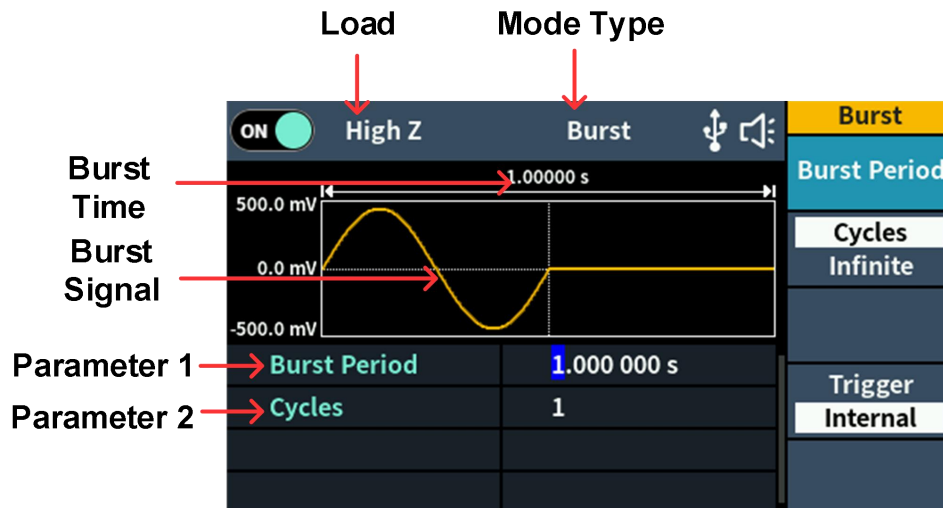 Load
Mode Type
ON
High Z
Burst
Burst
Burst Period
Cycles
Infinite
Trigger
Internal
Burst
Time
1.00000 s
500.0 mV
0.0 mV
-500.0 mV
Burst
Signal
Parameter 1
Burst Period
1.000 000 s
Parameter 2
Cycles
1